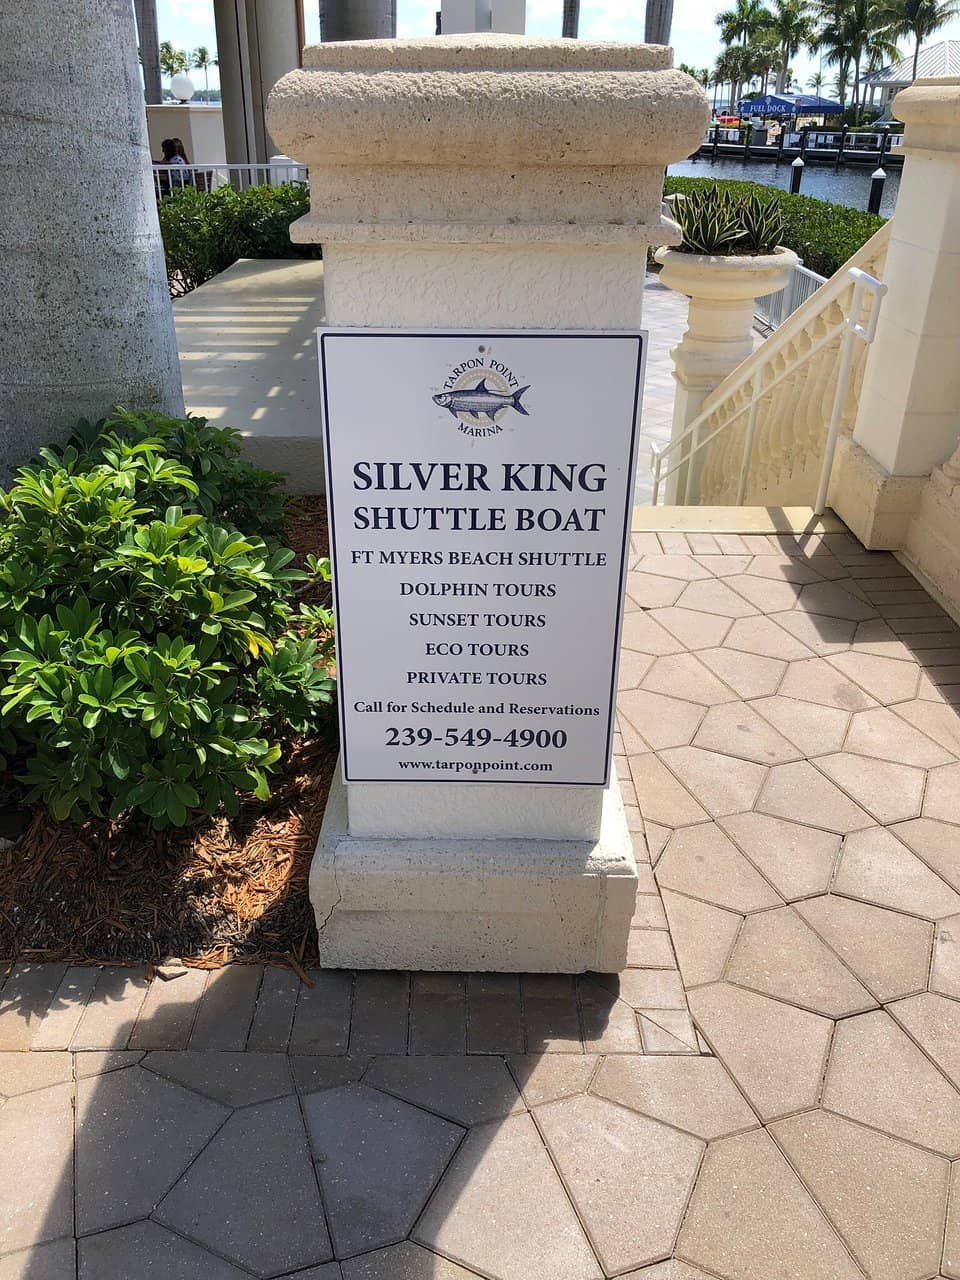 FUEL DOCK
TARPON POINT
MARINA
SILVER KING
SHUTTLE BOAT
FT MYERS BEACH SHUTTLE
DOLPHIN TOURS
SUNSET TOURS
ECO TOURS
PRIVATE TOURS
Call for Schedule and Reservations
239-549-4900
www.tarponpoint.com